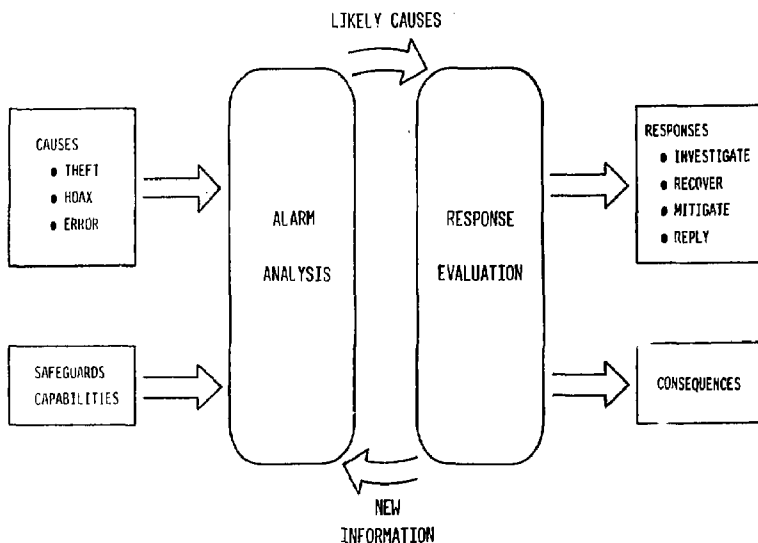 LIKELY CAUSES
CAUSES
● THEFT
● HOAX
● ERROR
SAFEGUARDS
CAPABILITIES
ALARM
ANALYSIS
RESPONSE
EVALUATION
RESPONSES
● INVESTIGATE
● RECOVER
● MITIGATE
● REPLY
CONSEQUENCES
NEW
INFORMATION